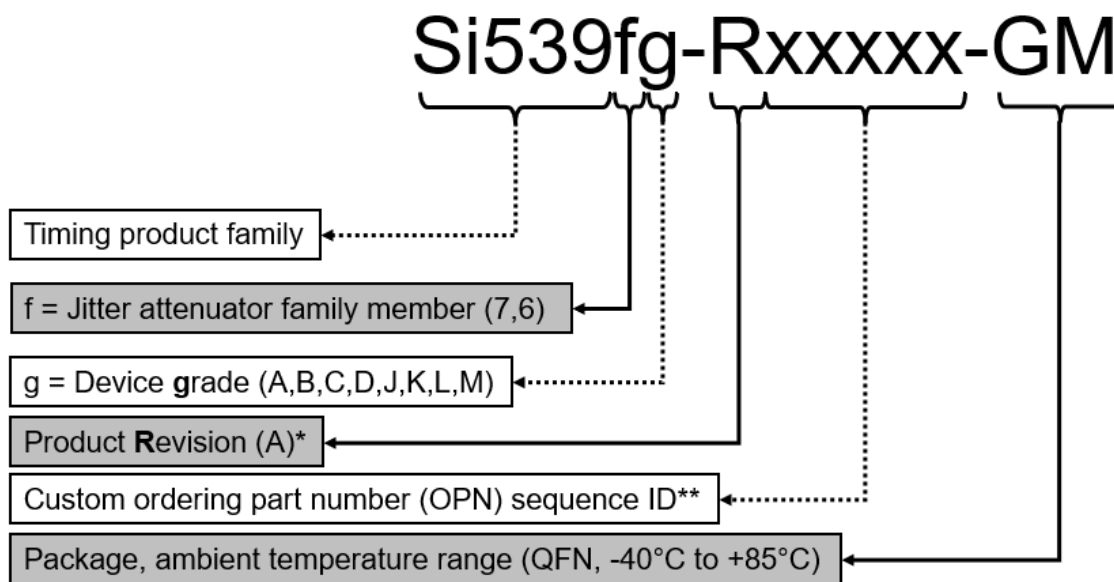 Si539fg-Rxxxxx-GM
Timing product family
f = Jitter attenuator family member (7,6)
g = Device grade (A,B,C,D,J,K,L,M)
Product Revision (A)*
Custom ordering part number (OPN) sequence ID**
Package, ambient temperature range (QFN, -40°C to +85°C)